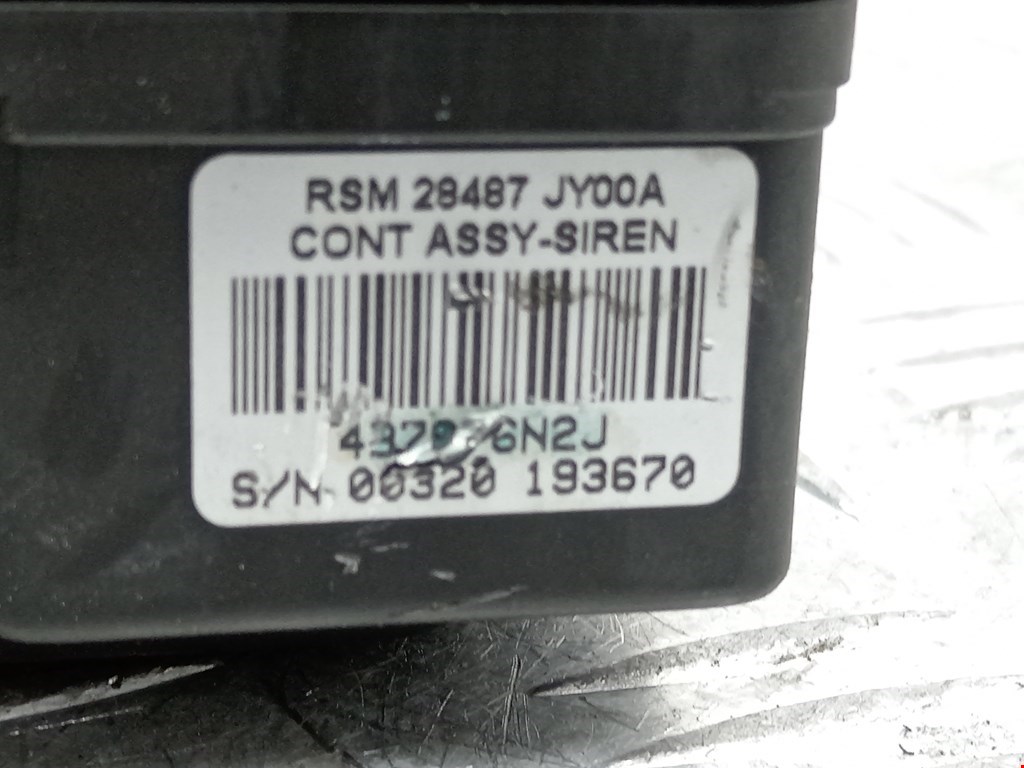 RSM 28487 JY00A
CONT ASSY-SIREN
S/N 00320 193670